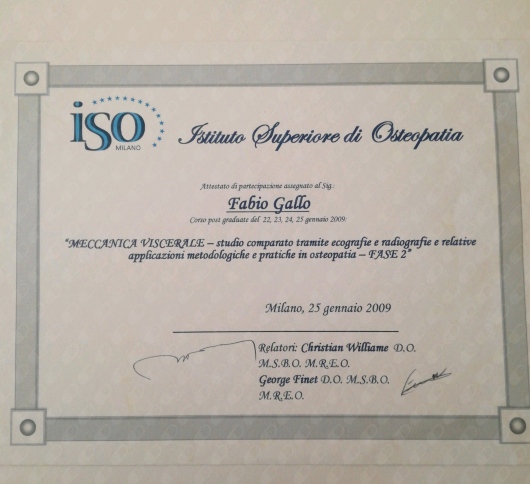 iso
MILANO
Istituto Superiore di Osteopatia
Attestato di partecipazione assegnato al Sig.:
Fabio Gallo
Corso post graduate del 22, 23, 24, 25 gennaio 2009:
"MECCANICA VISCERALE – studio comparato tramite ecografie e radiografie e relative
applicazioni metodologiche e pratiche in osteopatia – FASE 2"
Milano, 25 gennaio 2009
Relatori: Christian Williame D.O.
M.S.B.O. M.R.E.O.
George Finet D.O. M.S.B.O.
M.R.E.O.